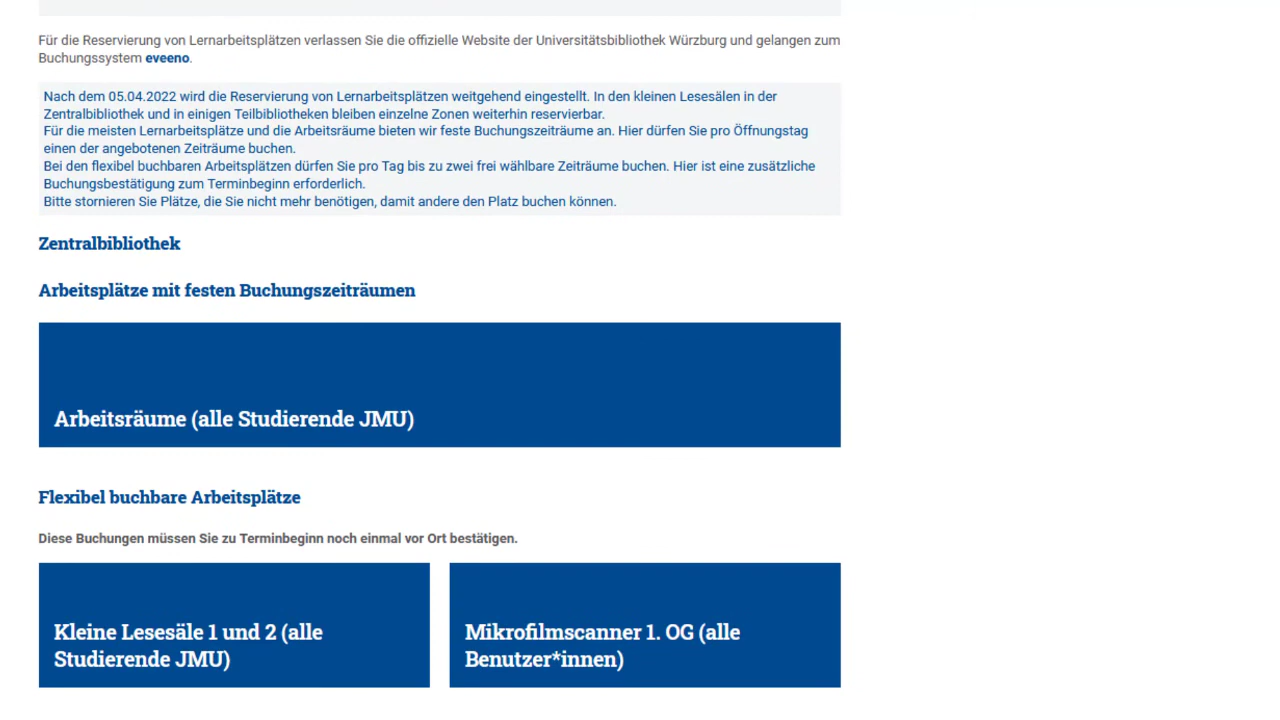 Für die Reservierung von Lernarbeitsplätzen verlassen Sie die offizielle Website der Universitätsbibliothek Würzburg und gelangen zum
Buchungssystem eveeno.
Nach dem 05.04.2022 wird die Reservierung von Lernarbeitsplätzen weitgehend eingestellt. In den kleinen Lesesälen in der
Zentralbibliothek und in einigen Teilbibliotheken bleiben einzelne Zonen weiterhin reservierbar.
Für die meisten Lernarbeitsplätze und die Arbeitsräume bieten wir feste Buchungszeiträume an. Hier dürfen Sie pro Öffnungstag
einen der angebotenen Zeiträume buchen.
Bei den flexibel buchbaren Arbeitsplätzen dürfen Sie pro Tag bis zu zwei frei wählbare Zeiträume buchen. Hier ist eine zusätzliche
Buchungsbestätigung zum Terminbeginn erforderlich.
Bitte stornieren Sie Plätze, die Sie nicht mehr benötigen, damit andere den Platz buchen können.
Zentralbibliothek
Arbeitsplätze mit festen Buchungszeiträumen
Arbeitsräume (alle Studierende JMU)
Flexibel buchbare Arbeitsplätze
Diese Buchungen müssen Sie zu Terminbeginn noch einmal vor Ort bestätigen.
Kleine Lesesäle 1 und 2 (alle
Studierende JMU)
Mikrofilmscanner 1. OG (alle
Benutzer*innen)